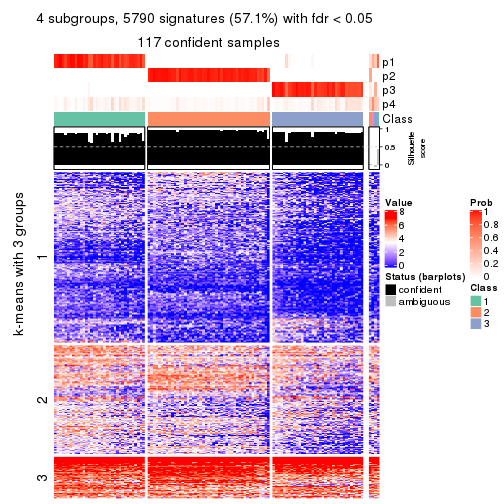 4 subgroups, 5790 signatures (57.1%) with fdr < 0.05
117 confident samples
p1
p2
p3
p4
Class
1
0.5
0
Silhouette
score
k-means with 3 groups
1
2
3
Value
8
6
4
2
0
Status (barplots)
confident
ambiguous
Prob
1
0.8
0.6
0.4
0.2
0
Class
1
2
3